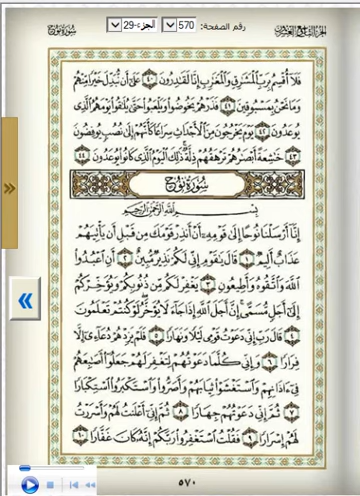 رقم الصفحة: 570 الجزء-29
سُورَةُ نُوحٍ
فَلَا أُقْسِمُ بِرَبِّ الْمَشَارِقِ وَالْمَغَارِبِ إِنَّا لَقَادِرُونَ ٤٠ عَلَىٰ أَن نُّبَدِّلَ خَيْرًا مِّنْهُمْ
وَمَا نَحْنُ بِمَسْبُوقِينَ ٤١ فَذَرْهُمْ يَخُوضُوا وَيَلْعَبُوا حَتَّىٰ يُلَاقُوا يَوْمَهُمُ الَّذِي
يُوعَدُونَ ٤٢ يَوْمَ يَخْرُجُونَ مِنَ الْأَجْدَاثِ سِرَاعًا كَأَنَّهُمْ إِلَىٰ نُصُبٍ يُوفِضُونَ
٤٣ خَاشِعَةً أَبْصَارُهُمْ تَرْهَقُهُمْ ذِلَّةٌ ذَٰلِكَ الْيَوْمُ الَّذِي كَانُوا يُوعَدُونَ ٤٤
سُورَةُ نُوحٍ
بِسْمِ اللَّهِ الرَّحْمَٰنِ الرَّحِيمِ
إِنَّا أَرْسَلْنَا نُوحًا إِلَىٰ قَوْمِهِ أَنْ أَنذِرْ قَوْمَكَ مِن قَبْلِ أَن يَأْتِيَهُمْ
عَذَابٌ أَلِيمٌ ١ قَالَ يَا قَوْمِ إِنِّي لَكُمْ نَذِيرٌ مُّبِينٌ ٢ أَنِ اعْبُدُوا
اللَّهَ وَاتَّقُوهُ وَأَطِيعُونِ ٣ يَغْفِرْ لَكُم مِّن ذُنُوبِكُمْ وَيُؤَخِّرْكُمْ
إِلَىٰ أَجَلٍ مُّسَمًّى إِنَّ أَجَلَ اللَّهِ إِذَا جَاءَ لَا يُؤَخَّرُ لَوْ كُنتُمْ تَعْلَمُونَ
٤ قَالَ رَبِّ إِنِّي دَعَوْتُ قَوْمِي لَيْلًا وَنَهَارًا ٥ فَلَمْ يَزِدْهُمْ دُعَائِي إِلَّا
فِرَارًا ٦ وَإِنِّي كُلَّمَا دَعَوْتُهُمْ لِتَغْفِرَ لَهُمْ جَعَلُوا أَصَابِعَهُمْ
فِي آذَانِهِمْ وَاسْتَغْشَوْا ثِيَابَهُمْ وَأَصَرُّوا وَاسْتَكْبَرُوا اسْتِكْبَارًا
٧ ثُمَّ إِنِّي دَعَوْتُهُمْ جِهَارًا ٨ ثُمَّ إِنِّي أَعْلَنتُ لَهُمْ وَأَسْرَرْتُ
لَهُمْ إِسْرَارًا ٩ فَقُلْتُ اسْتَغْفِرُوا رَبَّكُمْ إِنَّهُ كَانَ غَفَّارًا ١٠
٥٧٠